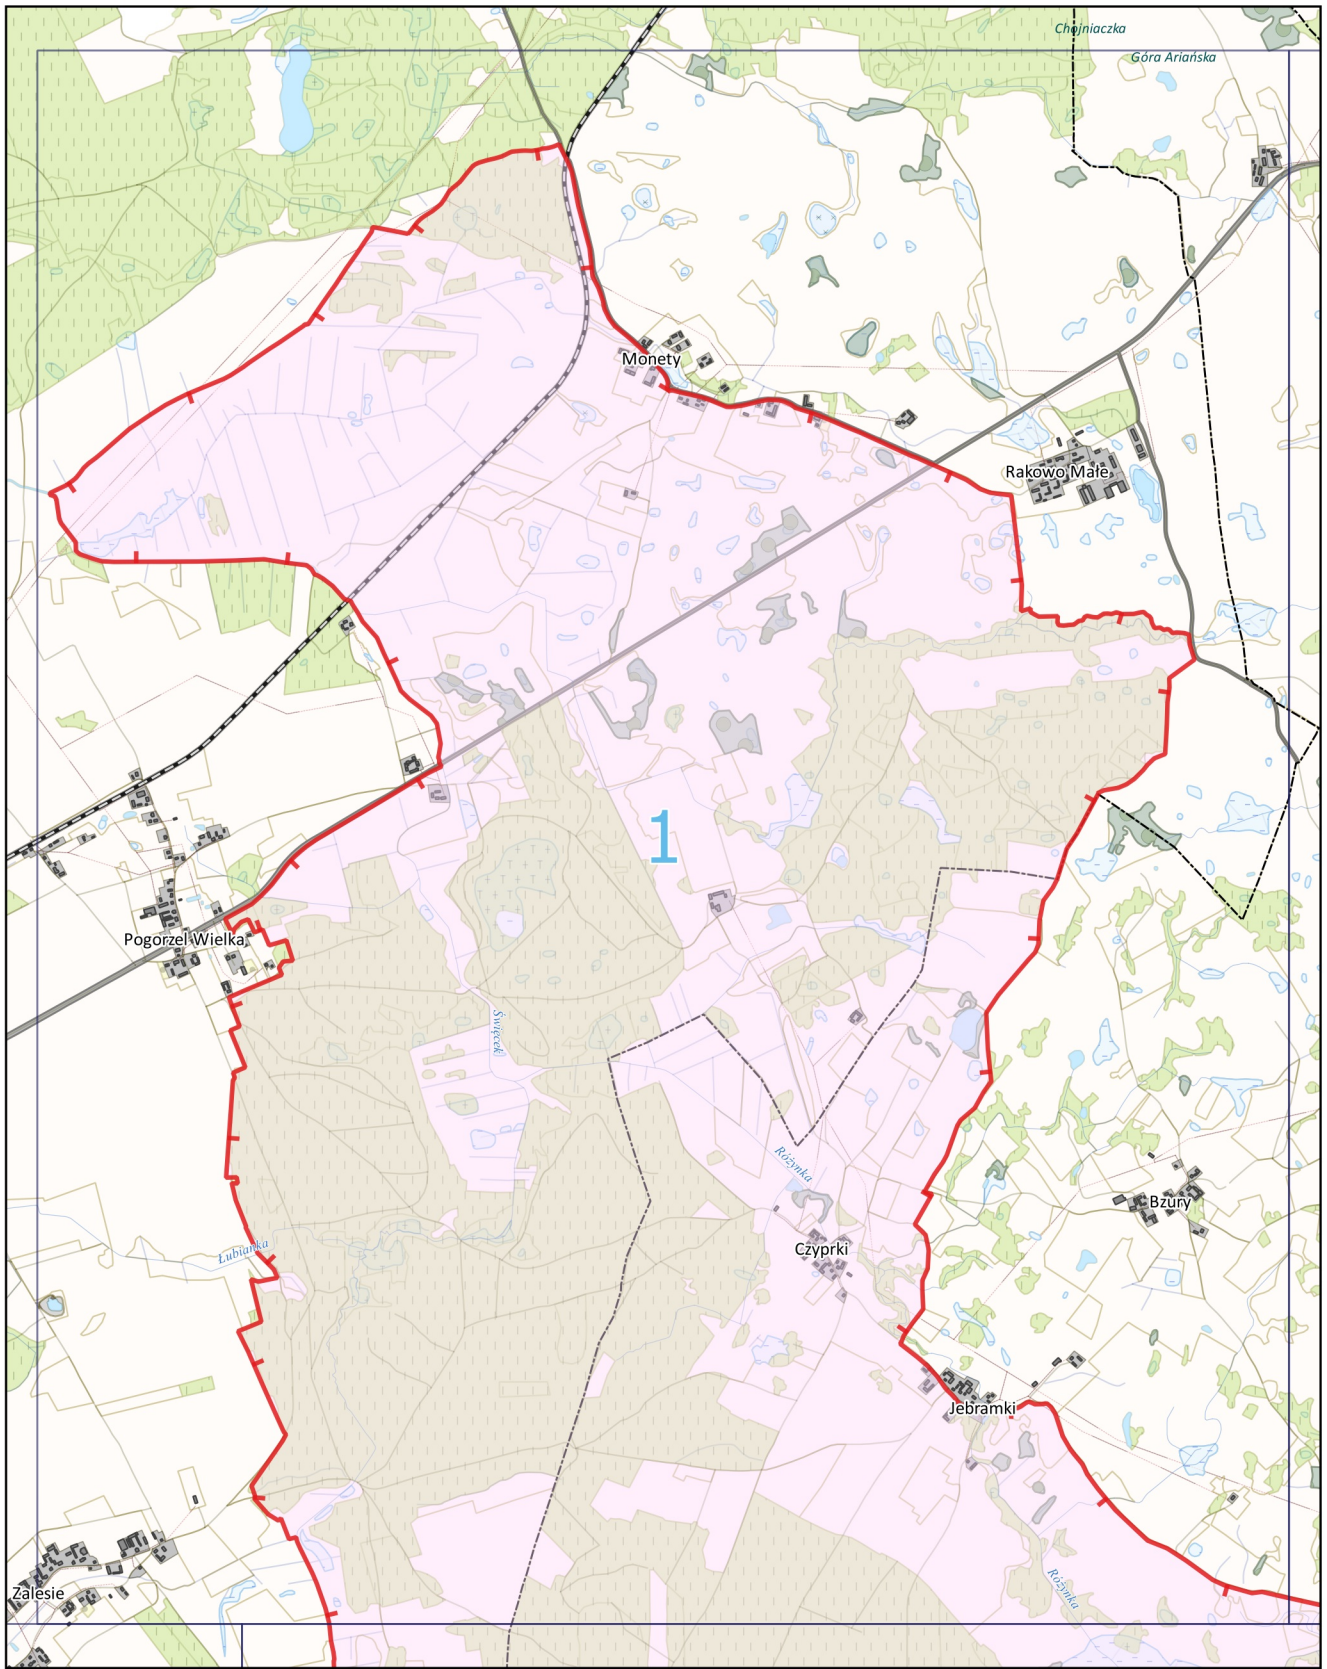 Chojniaczka
Góra Ariańska
Monety
Rakowo Małe
1
Pogorzel Wielka
Święcek
Różynka
Bzury
Łubianka
Czyprki
Jebramki
Różynka
Zalesie